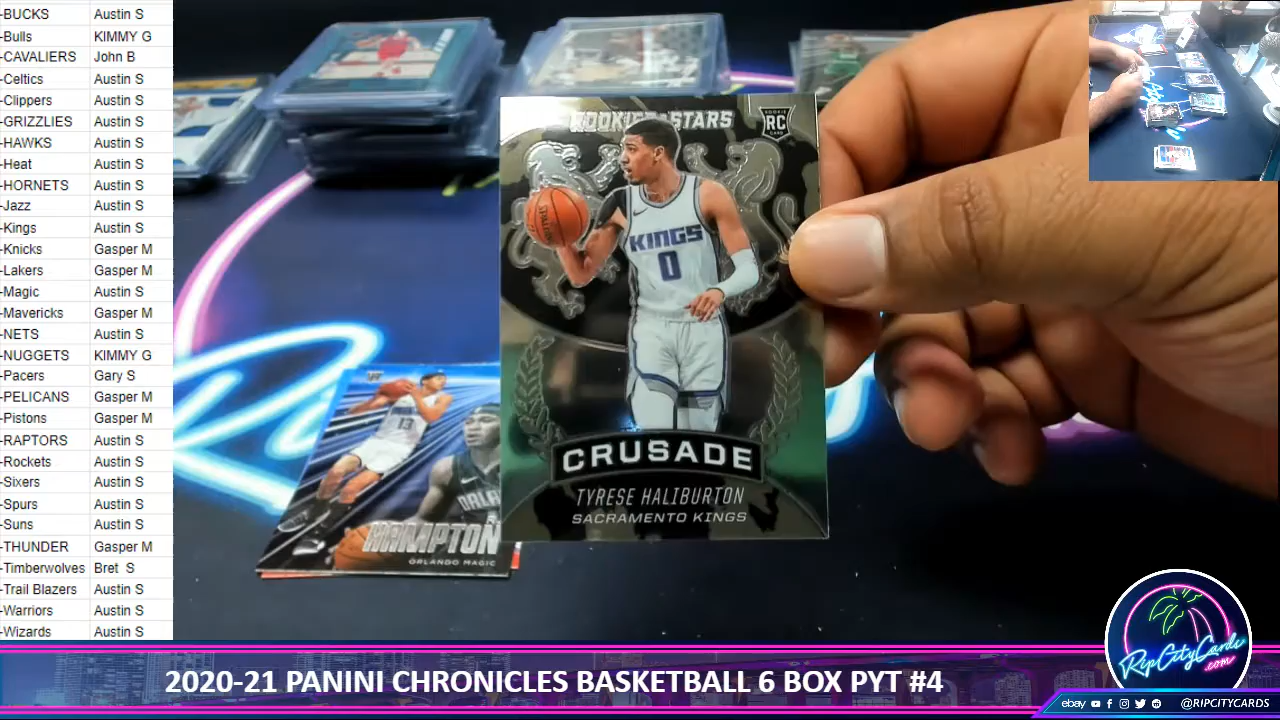 -BUCKS Austin S
-Bulls KIMMY G
-CAVALIERS John B
-Celtics Austin S
-Clippers Austin S
-GRIZZLIES Austin S
-HAWKS Austin S
-Heat Austin S
-HORNETS Austin S
-Jazz Austin S
-Kings Austin S
-Knicks Gasper M
-Lakers Gasper M
-Magic Austin S
-Mavericks Gasper M
-NETS Austin S
-NUGGETS KIMMY G
-Pacers Gary S
-PELICANS Gasper M
-Pistons Gasper M
-RAPTORS Austin S
-Rockets Austin S
-Sixers Austin S
-Spurs Austin S
-Suns Austin S
-THUNDER Gasper M
-Timberwolves Bret S
-Trail Blazers Austin S
-Warriors Austin S
-Wizards Austin S
STARS
ROOKIE
RC
CARD
SPALDING
KINGS
0
CRUSADE
TYRESE HALIBURTON
SACRAMENTO KINGS
13
HAMPTON
ORLANDO MAGIC
RipCityCards
.com
2020-21 PANINI CHRONICLES BASKETBALL 6 BOX PYT #4
ebay @RIPCITYCARDS